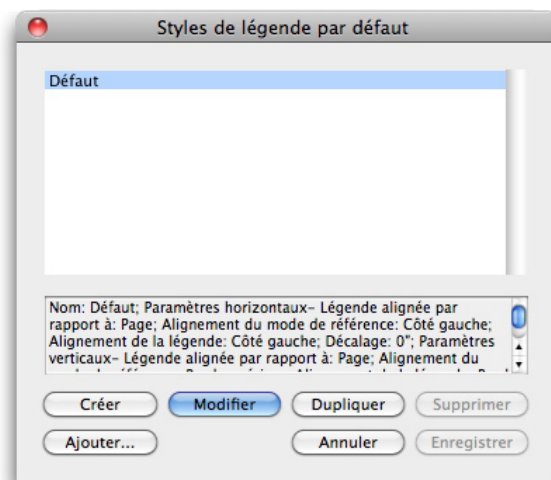 Styles de légende par défaut
Défaut
Nom: Défaut; Paramètres horizontaux– Légende alignée par
rapport à: Page; Alignement du mode de référence: Côté gauche;
Alignement de la légende: Côté gauche; Décalage: 0"; Paramètres
verticaux– Légende alignée par rapport à: Page; Alignement du
Créer Modifier Dupliquer Supprimer
Ajouter... Annuler Enregistrer